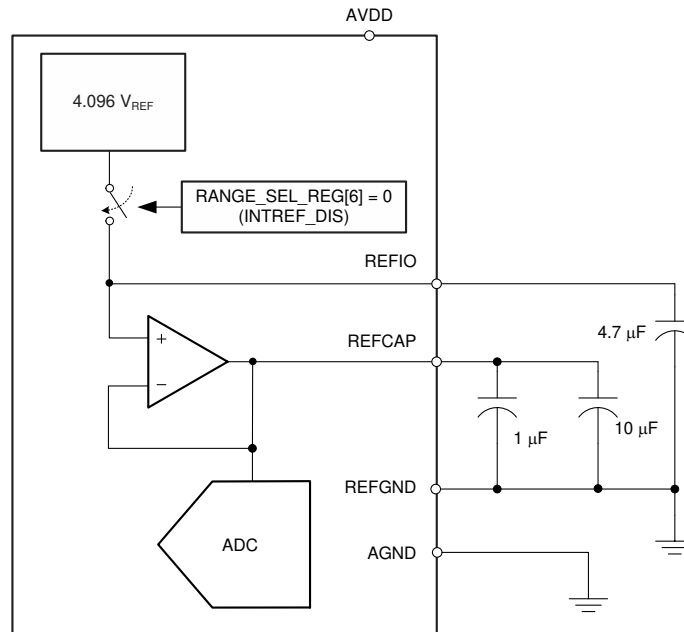 AVDD
4.096 VREF
RANGE_SEL_REG[6] = 0
(INTREF_DIS)
REFIO
4.7 μF
+
REFCAP
−
1 μF
10 μF
REFGND
ADC
AGND